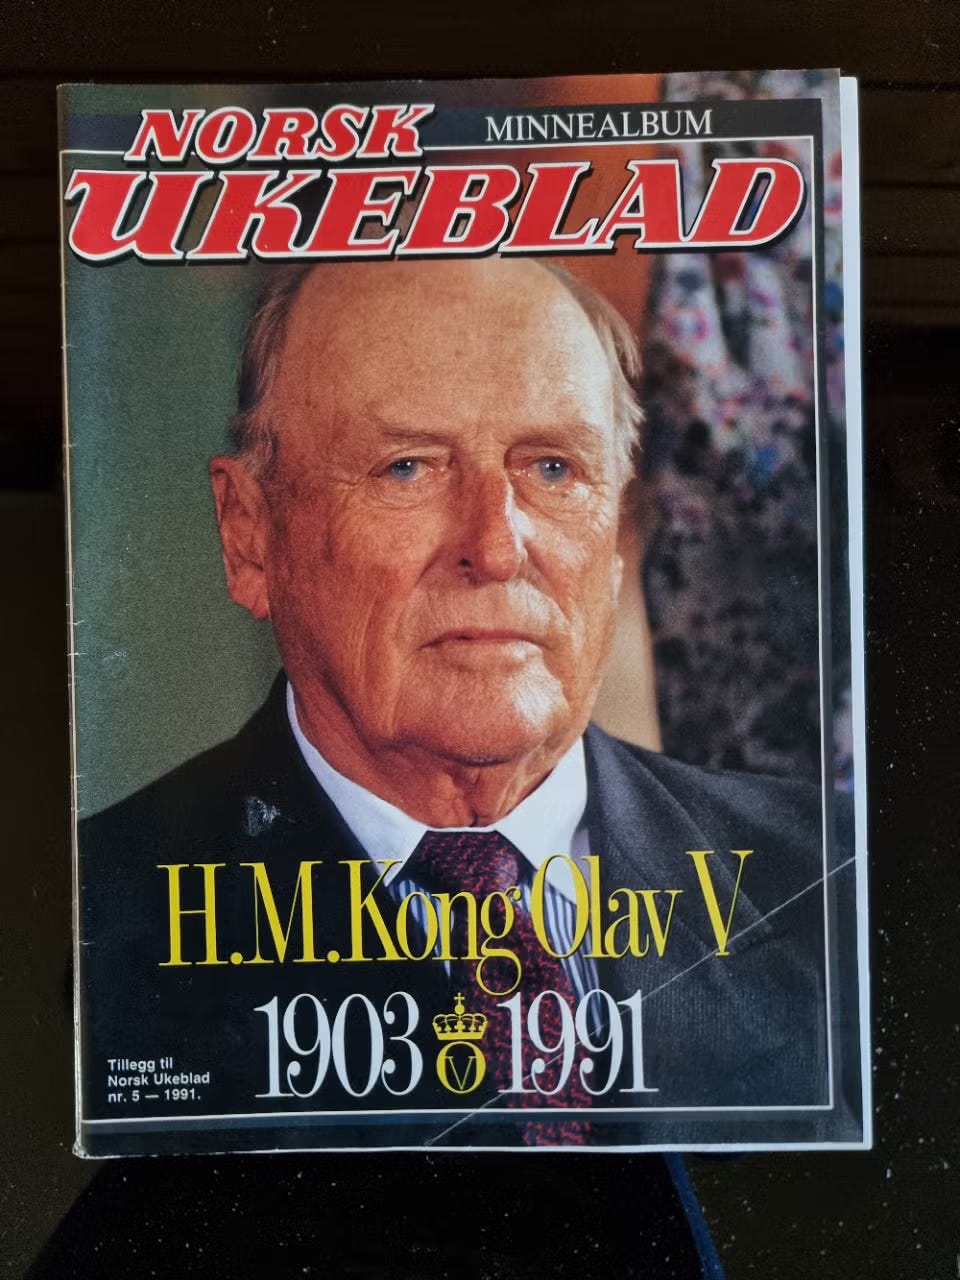 NORSK
MINNEALBUM
UKEBLAD
H.M.Kong Olav V
1903 V 1991
Tillegg til
Norsk Ukeblad
nr. 5 — 1991.